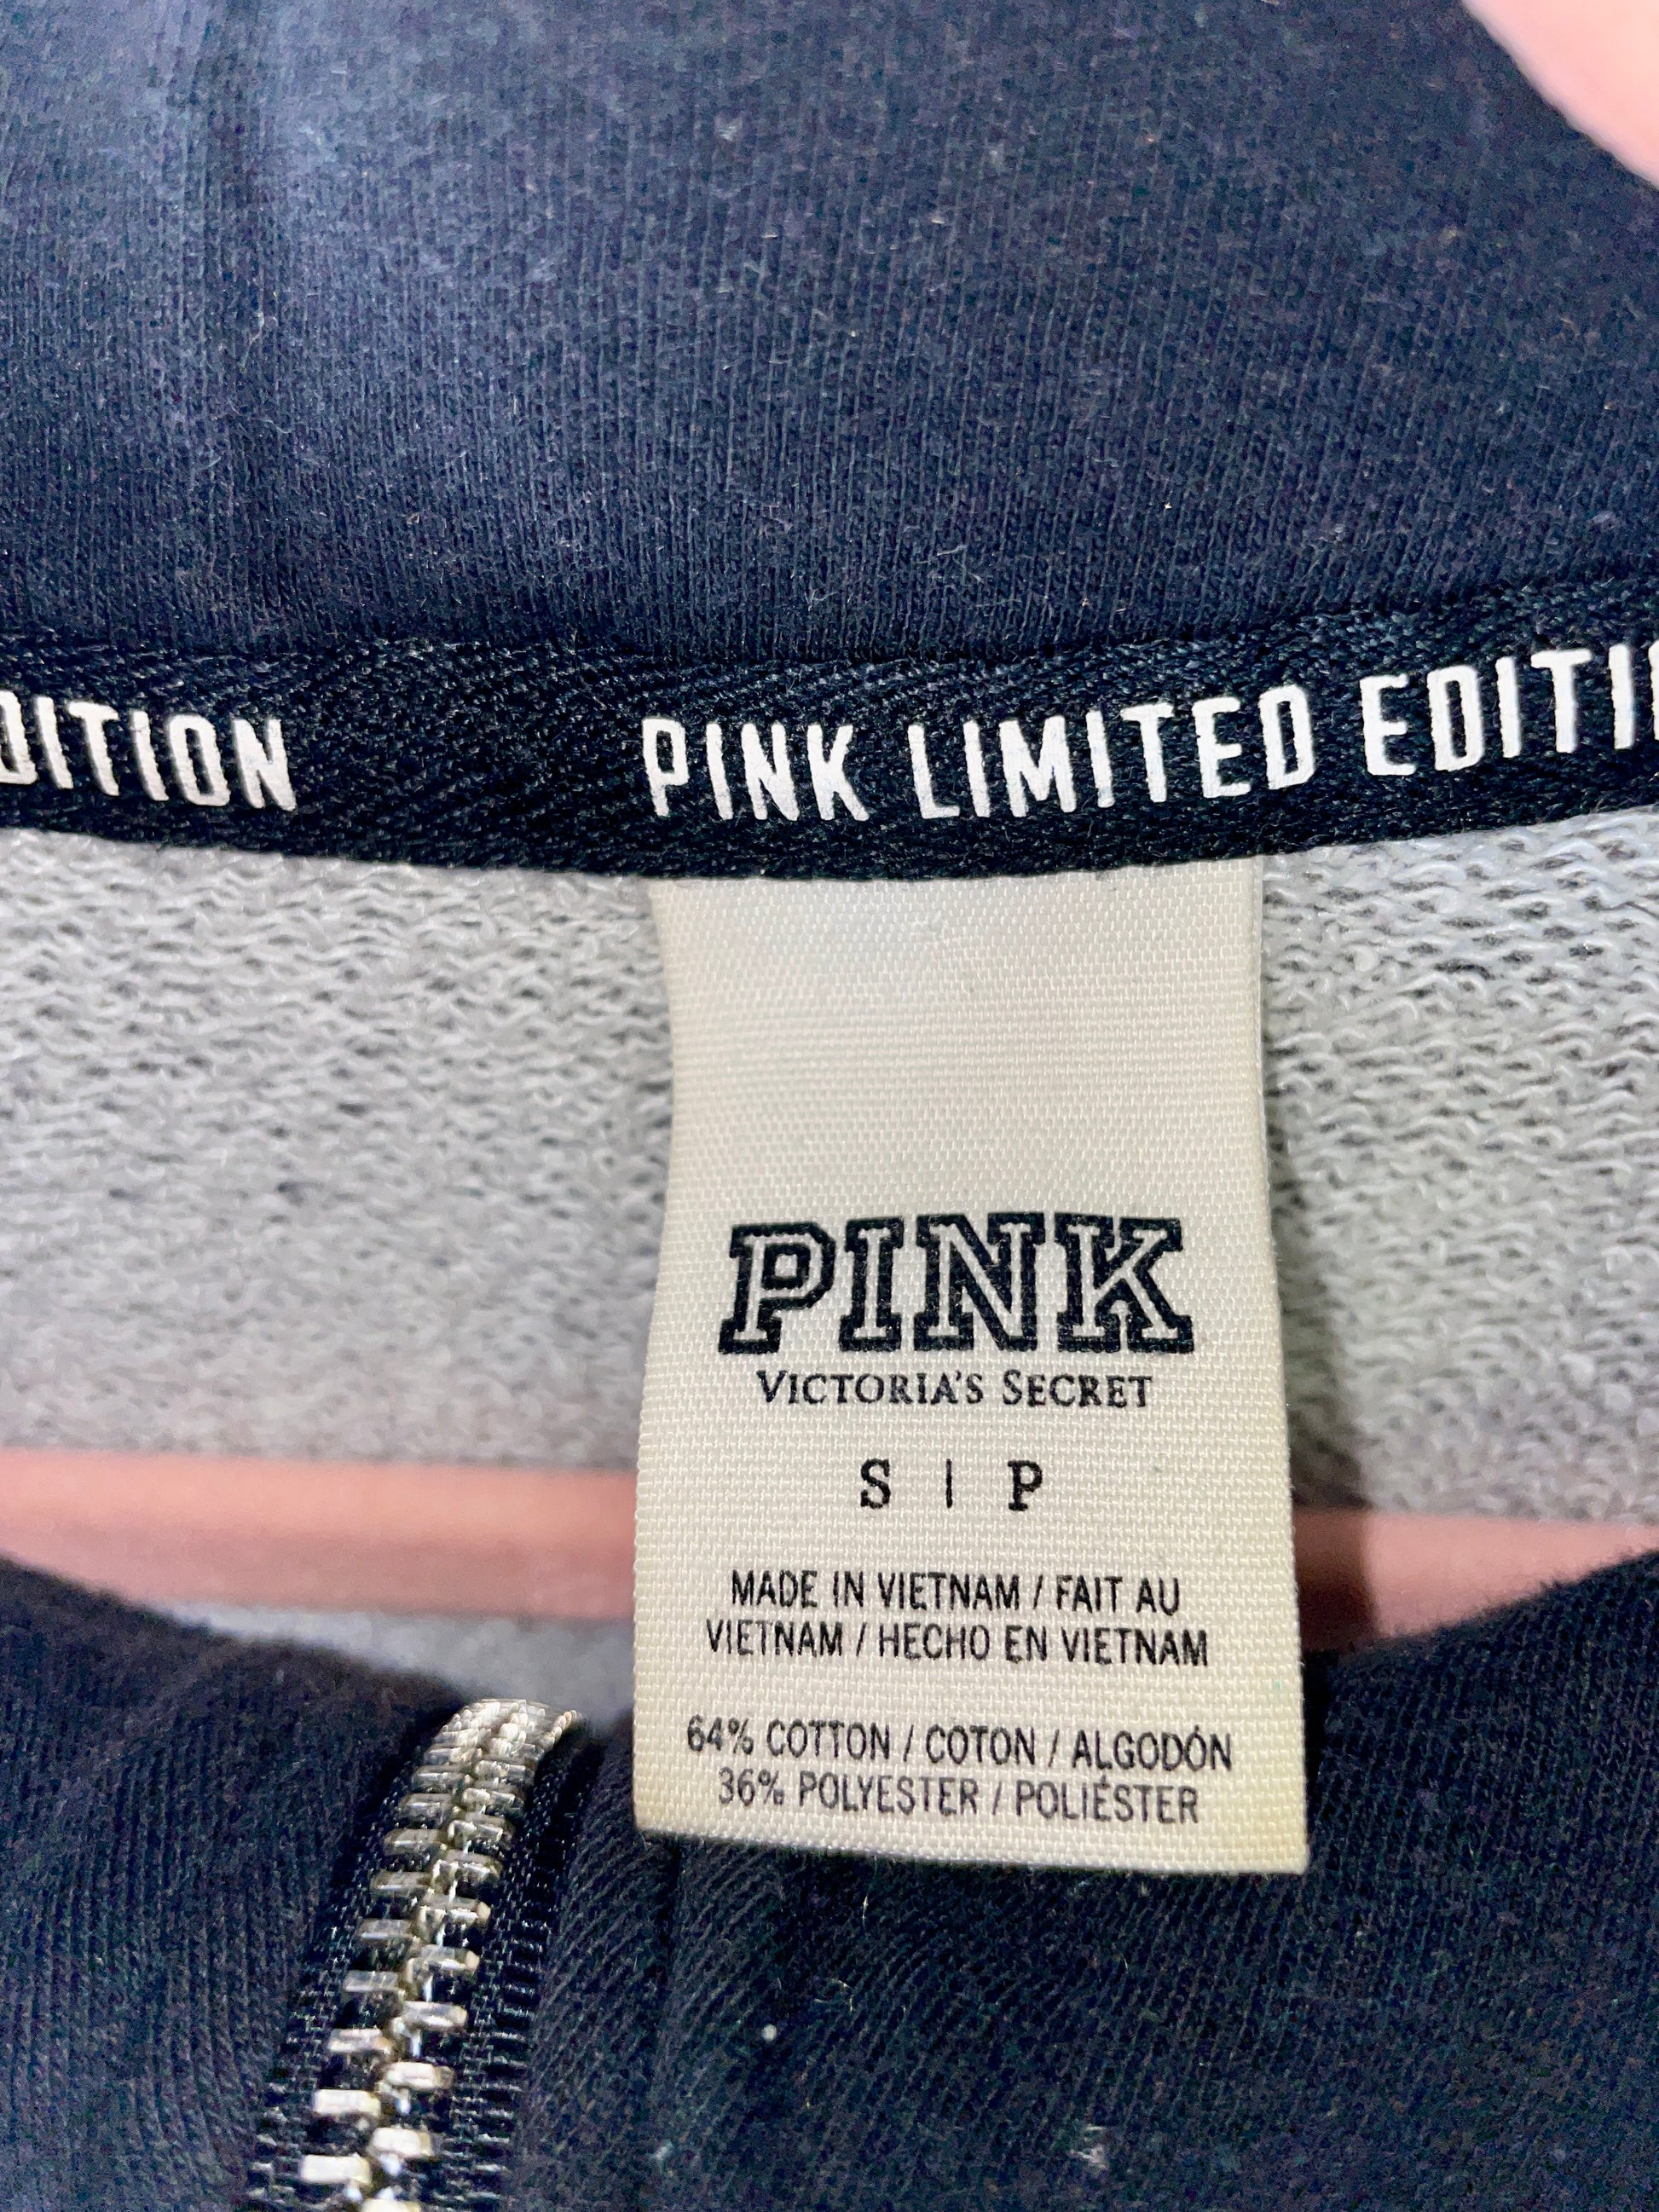 DITION PINK LIMITED EDITI
PINK
VICTORIA'S SECRET
S | P
MADE IN VIETNAM / FAIT AU
VIETNAM / HECHO EN VIETNAM
64% COTTON / COTON / ALGODÓN
36% POLYESTER / POLIÉSTER